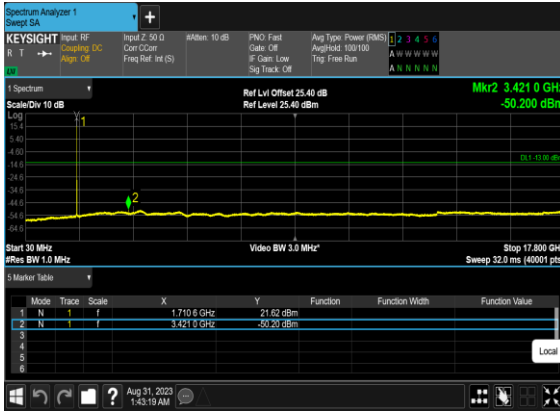 Spectrum Analyzer 1
Swept SA
+
KEYSIGHT Input: RF Input Z: 50 Ω #Atten: 10 dB PNO: Fast Avg Type: Power (RMS) 1 2 3 4 5 6
R T Coupling: DC Corr CCorr Gate: Off Avg|Hold: 100/100 A W W W W W
Align: Off Freq Ref: Int (S) IF Gain: Low Trig: Free Run
LXI Sig Track: Off A N N N N N
1 Spectrum Ref Lvl Offset 25.40 dB Mkr2 3.421 0 GHz
Scale/Div 10 dB Ref Level 25.40 dBm -50.200 dBm
Log
15.4
5.40
-4.60
-14.6
-24.6
-34.6
-44.6
-54.6
-64.6
1
2
DL1 -13.00 dBm
Start 30 MHz Video BW 3.0 MHz* Stop 17.800 GH
#Res BW 1.0 MHz Sweep 32.0 ms (40001 pts
5 Marker Table
Mode Trace Scale X Y Function Function Width Function Value
1 N 1 f 1.710 6 GHz 21.62 dBm
2 N 1 f 3.421 0 GHz -50.20 dBm
3
4
5
6
Local
? Aug 31, 2023
1:43:19 AM